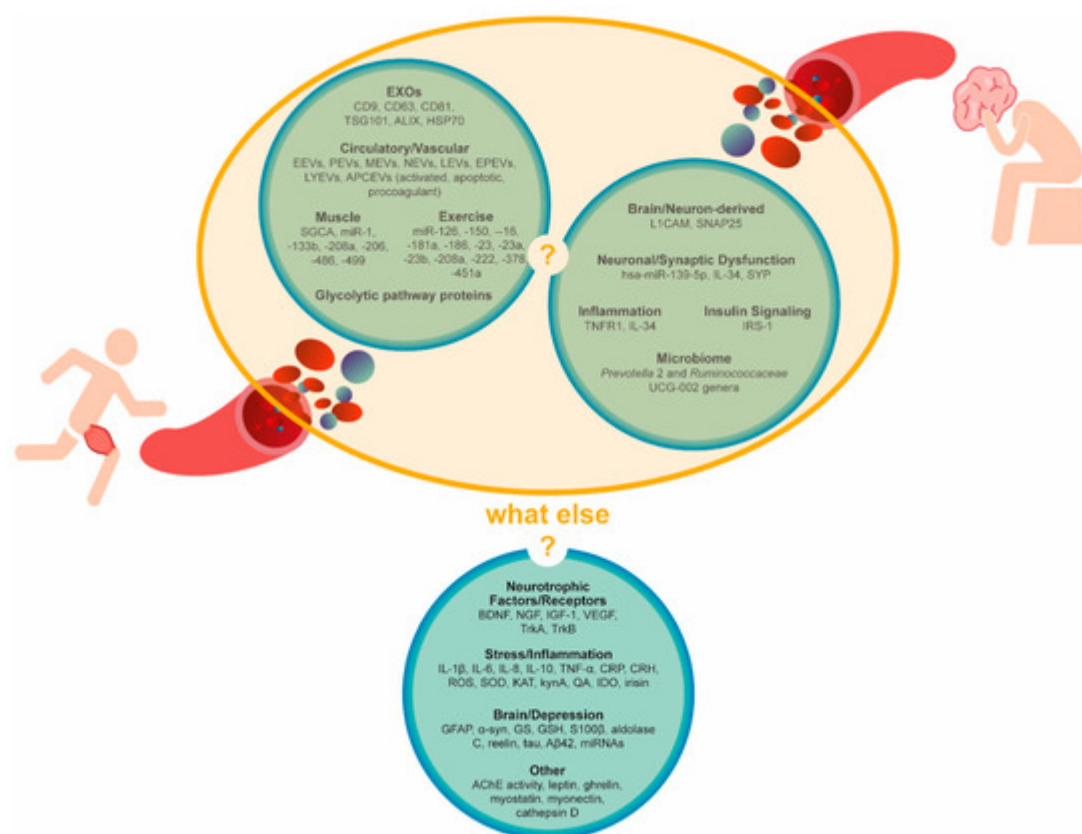 EXOs
CD9, CD63, CD81,
TSG101, ALIX, HSP70
Circulatory/Vascular
EEVs, PEVs, MEVs, NEVs, LEVs, EPEVs,
LYEVs, APCEVs (activated, apoptotic,
procoagulant)
Muscle
SGCA, miR-1,
-133b, -208a, -206,
-486, -499
Exercise
miR-126, -150, --16,
-181a, -186, -23, -23a,
-23b, -208a, -222, -378,
-451a
Glycolytic pathway proteins
?
Brain/Neuron-derived
L1CAM, SNAP25
Neuronal/Synaptic Dysfunction
hsa-miR-139-5p, IL-34, SYP
Inflammation
TNFR1, IL-34
Insulin Signaling
IRS-1
Microbiome
Prevotella 2 and Ruminococcaceae
UCG-002 genera
what else
?
Neurotrophic
Factors/Receptors
BDNF, NGF, IGF-1, VEGF,
TrkA, TrkB
Stress/Inflammation
IL-1β, IL-6, IL-8, IL-10, TNF-α, CRP, CRH,
ROS, SOD, KAT, kynA, QA, IDO, irisin
Brain/Depression
GFAP, α-syn, GS, GSH, S100β, aldolase
C, reelin, tau, Aβ42, miRNAs
Other
AChE activity, leptin, ghrelin,
myostatin, myonectin,
cathepsin D